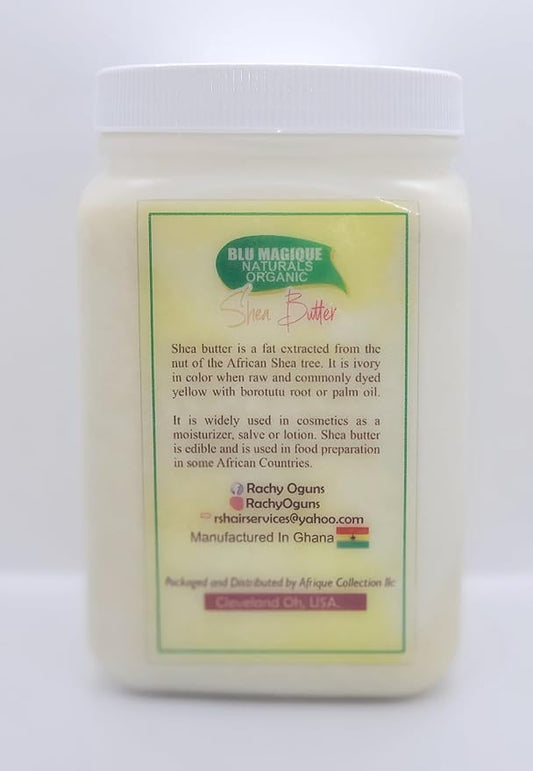 BLU MAGIQUE
NATURALS
ORGANIC
Shea Butter
Shea butter is a fat extracted from the
nut of the African Shea tree. It is ivory
in color when raw and commonly dyed
yellow with borotutu root or palm oil.
It is widely used in cosmetics as a
moisturizer, salve or lotion. Shea butter
is edible and is used in food preparation
in some African Countries.
Rachy Oguns
RachyOguns
rshairservices@yahoo.com
Manufactured In Ghana
Packaged and Distributed by Afrique Collection llc
Cleveland Oh, USA.